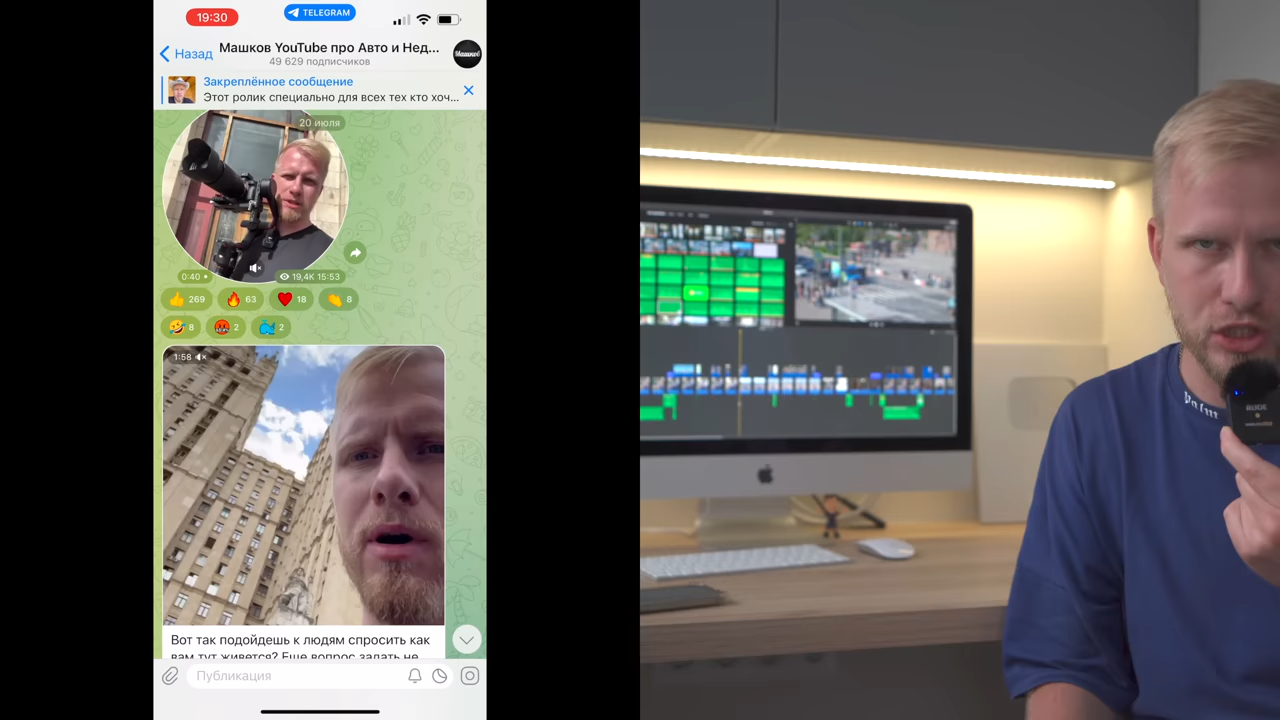 19:30
TELEGRAM
Назад
Машков YouTube про Авто и Нед...
49 629 подписчиков
Машков
Закреплённое сообщение
Этот ролик специально для всех тех кто хоч...
20 июля
0:40
19,4K 15:53
269
63
18
8
8
2
2
1:58
Вот так подойдешь к людям спросить как
вам тут живется? Еще вопрос задать не
Публикация
RØDE